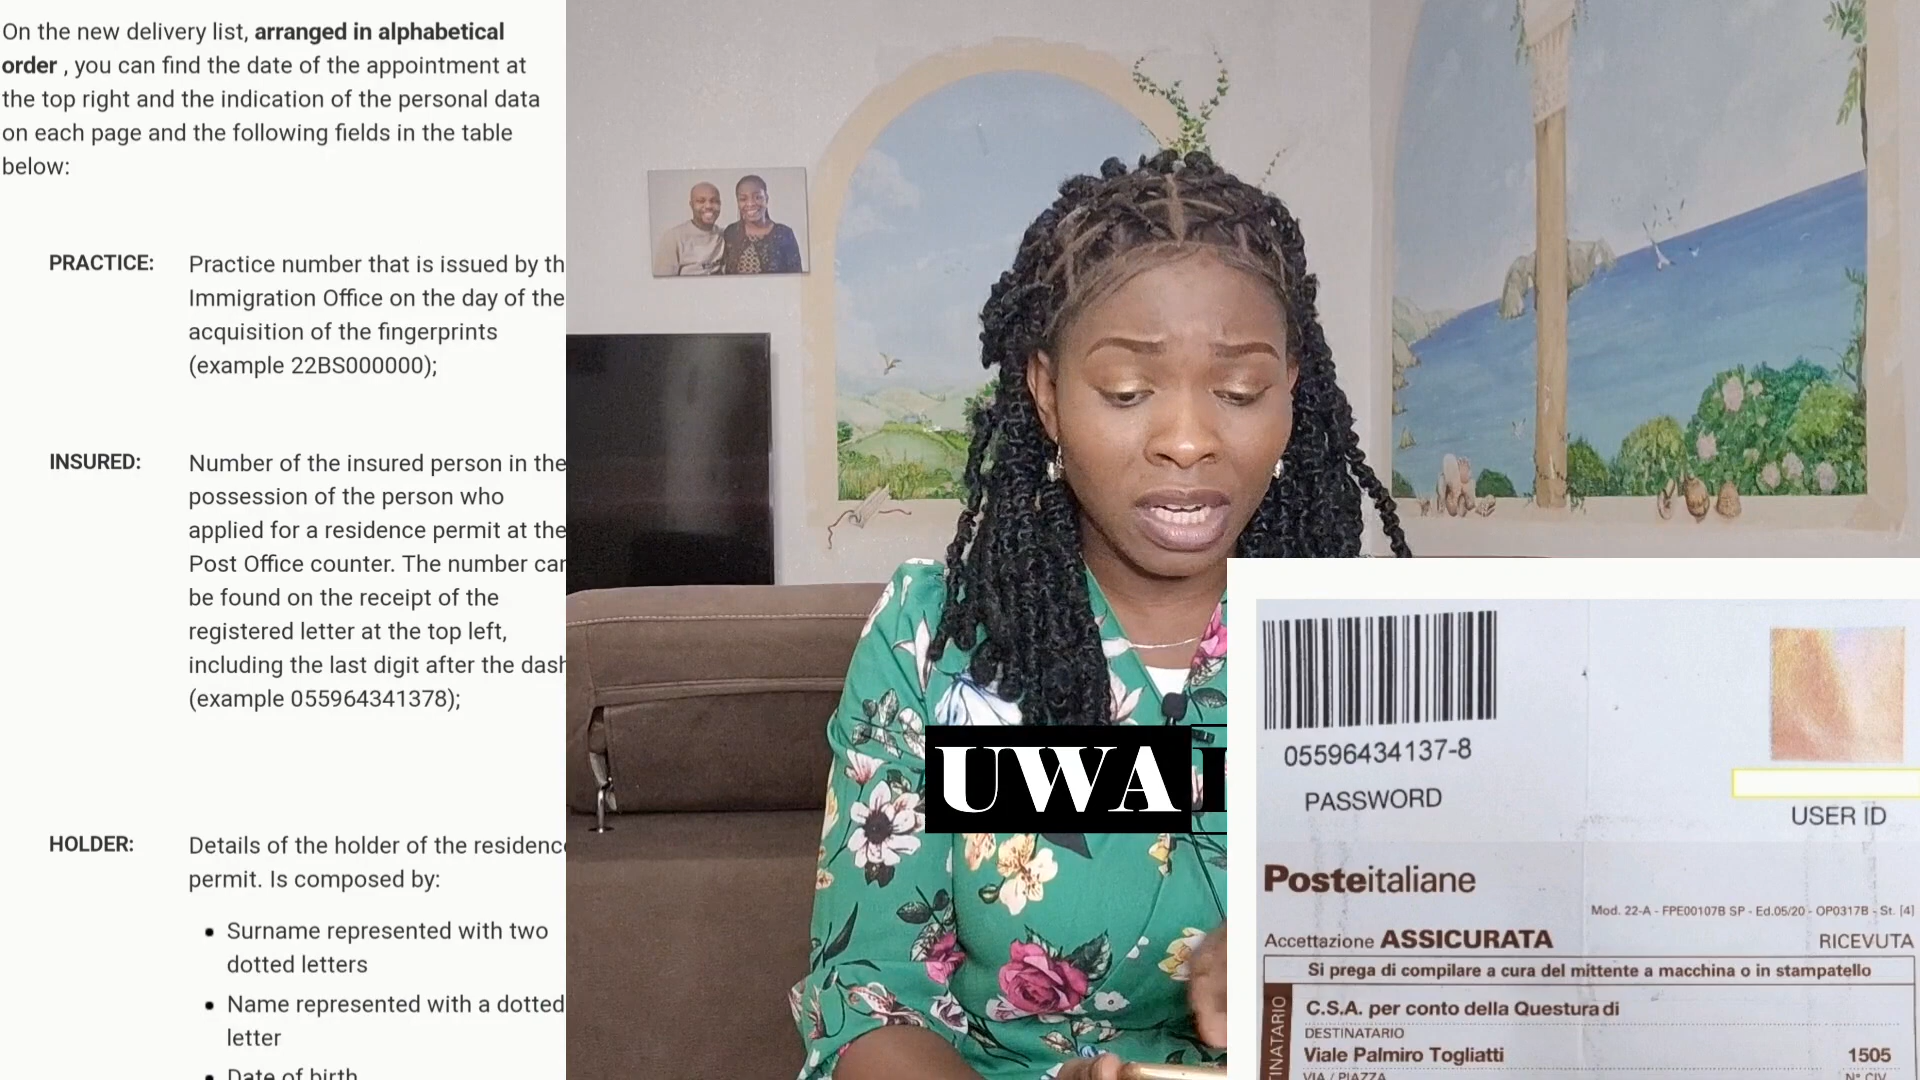 On the new delivery list, arranged in alphabetical
order , you can find the date of the appointment at
the top right and the indication of the personal data
on each page and the following fields in the table
below:
PRACTICE:
Practice number that is issued by th
Immigration Office on the day of the
acquisition of the fingerprints
(example 22BS000000);
INSURED:
Number of the insured person in the
possession of the person who
applied for a residence permit at the
Post Office counter. The number can
be found on the receipt of the
registered letter at the top left,
including the last digit after the dash
(example 055964341378);
HOLDER:
Details of the holder of the residenc
permit. Is composed by:
• Surname represented with two
dotted letters
• Name represented with a dotted
letter
• Date of birth
UWA
05596434137-8
PASSWORD
USER ID
Posteitaliane
Mod. 22-A - FPE00107B SP - Ed.05/20 - OP0317B - St. [4]
Accettazione ASSICURATA RICEVUTA
Si prega di compilare a cura del mittente a macchina o in stampatello
C.S.A. per conto della Questura di
DESTINATARIO
Viale Palmiro Togliatti 1505
VIA / PIAZZA N° CIV.